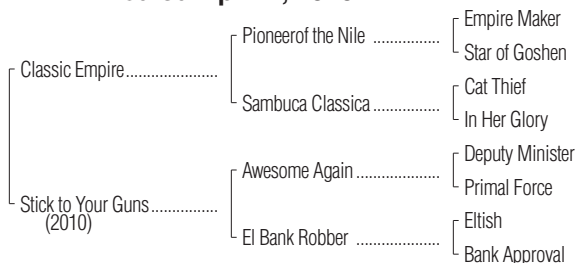 Empire Maker
Pioneerof the Nile ................
Star of Goshen
Classic Empire......................
Cat Thief
Sambuca Classica ................
In Her Glory
Deputy Minister
Awesome Again ....................
Primal Force
Stick to Your Guns................
(2010)
Eltish
El Bank Robber ....................
Bank Approval